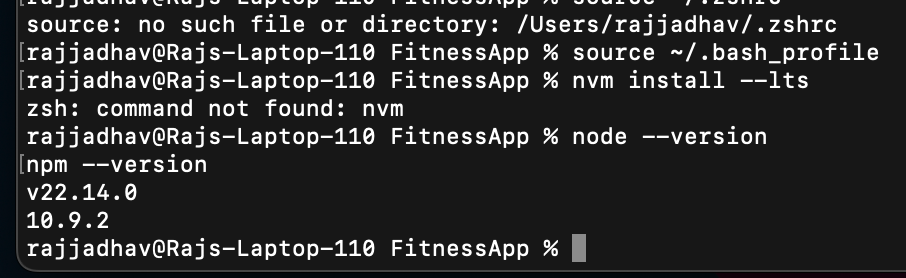 source: no such file or directory: /Users/rajjadhav/.zshrc
rajjadhav@Rajs-Laptop-110 FitnessApp % source ~/.bash_profile
rajjadhav@Rajs-Laptop-110 FitnessApp % nvm install --lts
zsh: command not found: nvm
rajjadhav@Rajs-Laptop-110 FitnessApp % node --version
npm --version
v22.14.0
10.9.2
rajjadhav@Rajs-Laptop-110 FitnessApp %